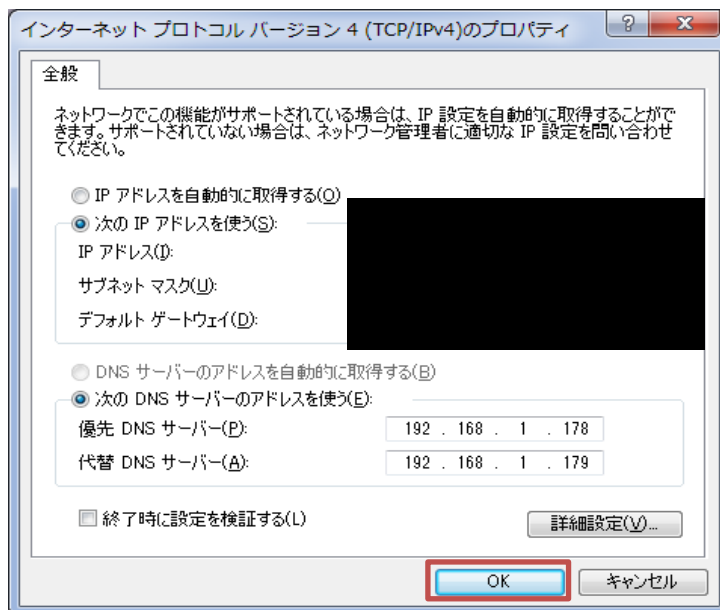 インターネット プロトコル バージョン 4 (TCP/IPv4)のプロパティ
全般
ネットワークでこの機能がサポートされている場合は、IP 設定を自動的に取得することがで
きます。サポートされていない場合は、ネットワーク管理者に適切な IP 設定を問い合わせ
てください。
IP アドレスを自動的に取得する(O)
次の IP アドレスを使う(S):
IP アドレス(I):
サブネット マスク(U):
デフォルト ゲートウェイ(D):
DNS サーバーのアドレスを自動的に取得する(B)
次の DNS サーバーのアドレスを使う(E):
優先 DNS サーバー(P): 192 . 168 . 1 . 178
代替 DNS サーバー(A): 192 . 168 . 1 . 179
終了時に設定を検証する(L) 詳細設定(V)...
OK キャンセル